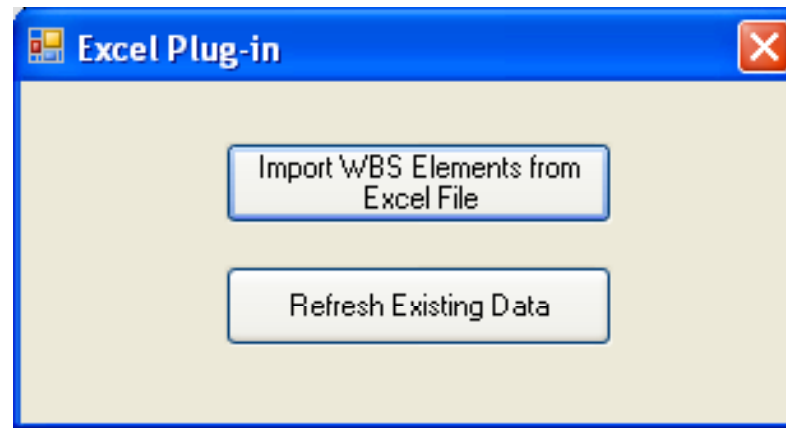 Excel Plug-in
Import WBS Elements from
Excel File
Refresh Existing Data